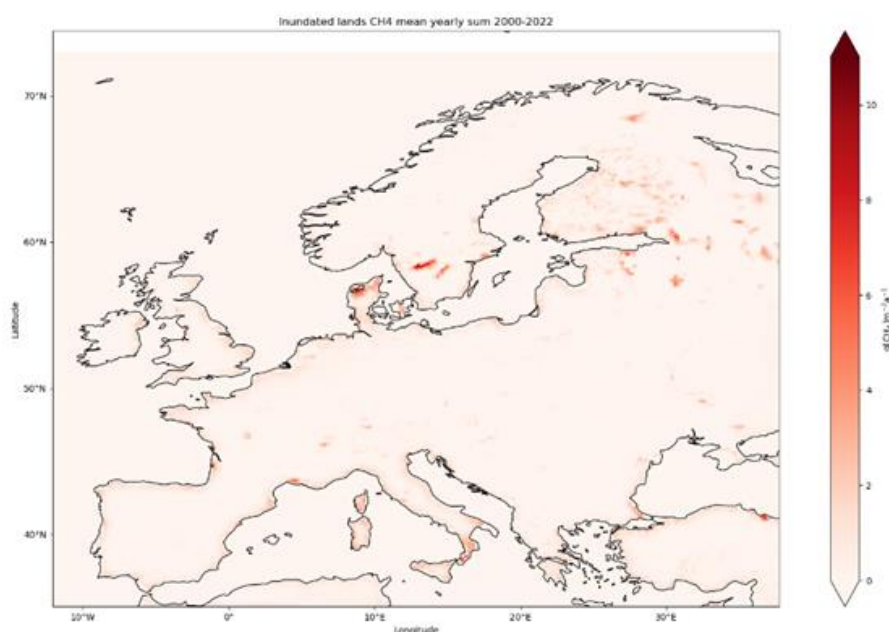 Inundated lands CH4 mean yearly sum 2000-2022
70°N
60°N
50°N
40°N
Latitude
10°W
0°
10°E
20°E
30°E
Longitude
10
8
6
4
2
0